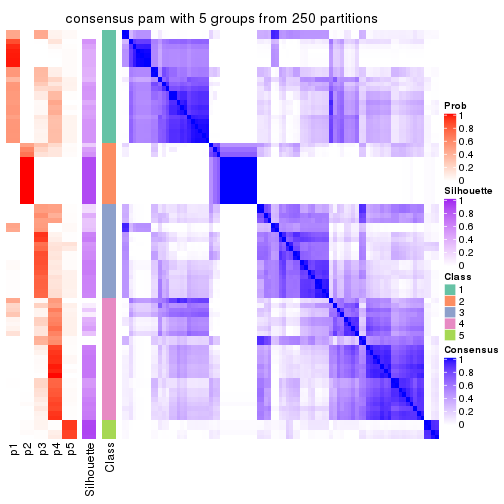 consensus pam with 5 groups from 250 partitions
Prob
1
0.8
0.6
0.4
0.2
0
Silhouette
1
0.8
0.6
0.4
0.2
0
Class
1
2
3
4
5
Consensus
1
0.8
0.6
0.4
0.2
0
p1
p2
p3
p4
p5
Silhouette
Class